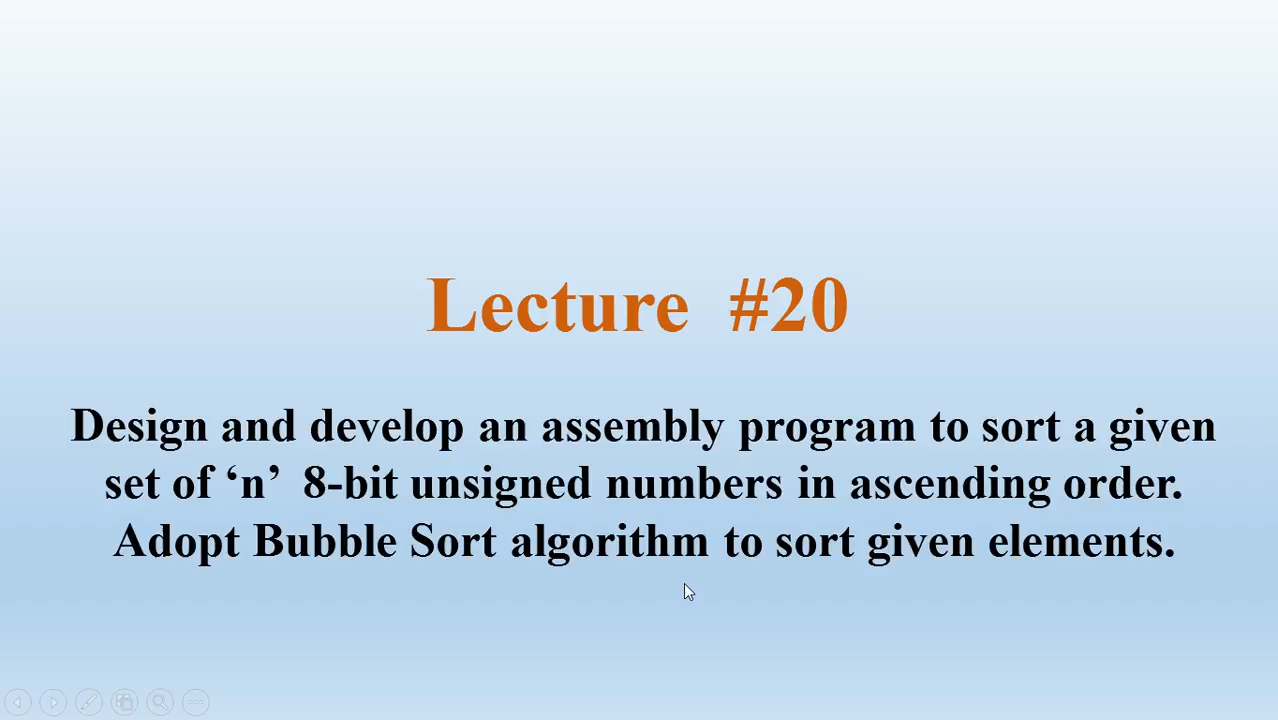 Lecture #20
Design and develop an assembly program to sort a given
set of ‘n’ 8-bit unsigned numbers in ascending order.
Adopt Bubble Sort algorithm to sort given elements.